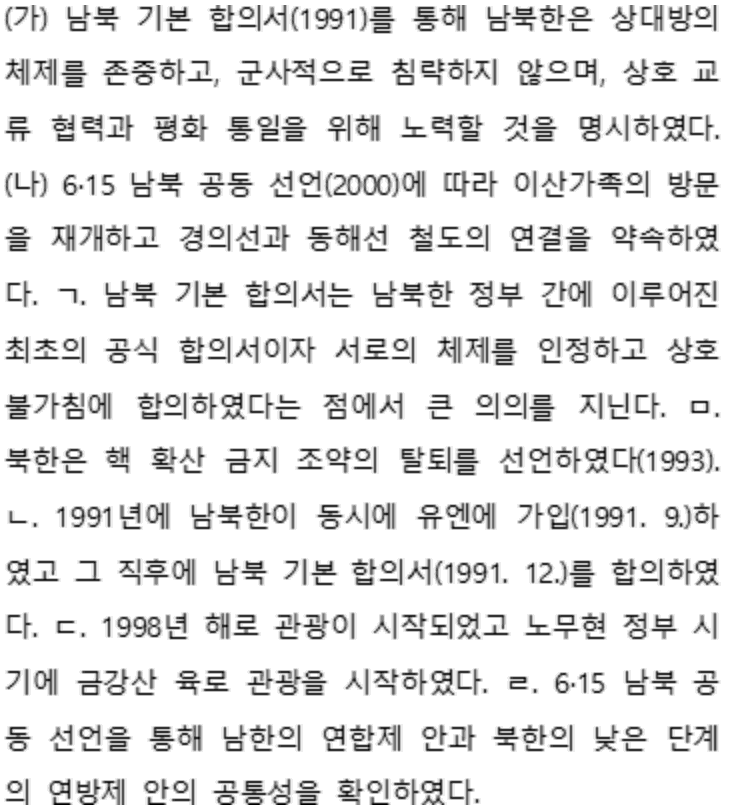 (가) 남북 기본 합의서(1991)를 통해 남북한은 상대방의
체제를 존중하고, 군사적으로 침략하지 않으며, 상호 교
류 협력과 평화 통일을 위해 노력할 것을 명시하였다.
(나) 6·15 남북 공동 선언(2000)에 따라 이산가족의 방문
을 재개하고 경의선과 동해선 철도의 연결을 약속하였
다. ㄱ. 남북 기본 합의서는 남북한 정부 간에 이루어진
최초의 공식 합의서이자 서로의 체제를 인정하고 상호
불가침에 합의하였다는 점에서 큰 의의를 지닌다. ㅁ.
북한은 핵 확산 금지 조약의 탈퇴를 선언하였다(1993).
ㄴ. 1991년에 남북한이 동시에 유엔에 가입(1991. 9.)하
였고 그 직후에 남북 기본 합의서(1991. 12.)를 합의하였
다. ㄷ. 1998년 해로 관광이 시작되었고 노무현 정부 시
기에 금강산 육로 관광을 시작하였다. ㄹ. 6·15 남북 공
동 선언을 통해 남한의 연합제 안과 북한의 낮은 단계
의 연방제 안의 공통성을 확인하였다.